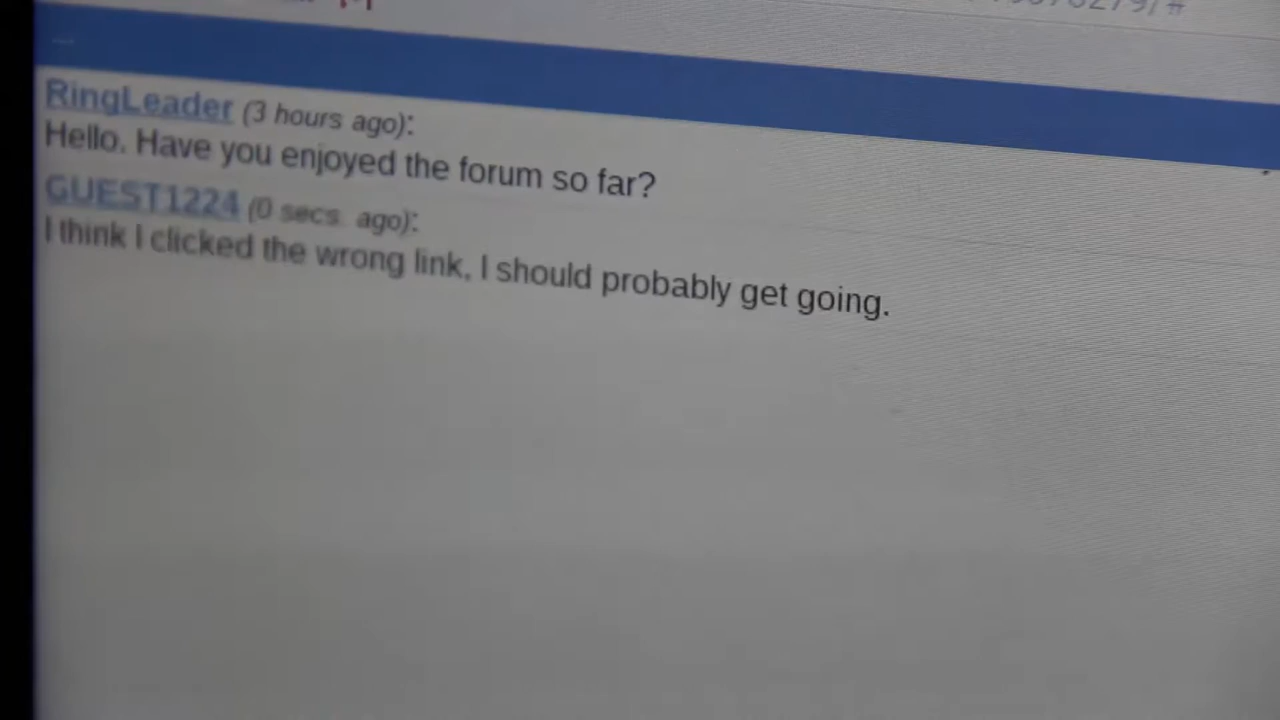 RingLeader (3 hours ago):
Hello. Have you enjoyed the forum so far?
GUEST1224 (0 secs. ago):
I think I clicked the wrong link, I should probably get going.